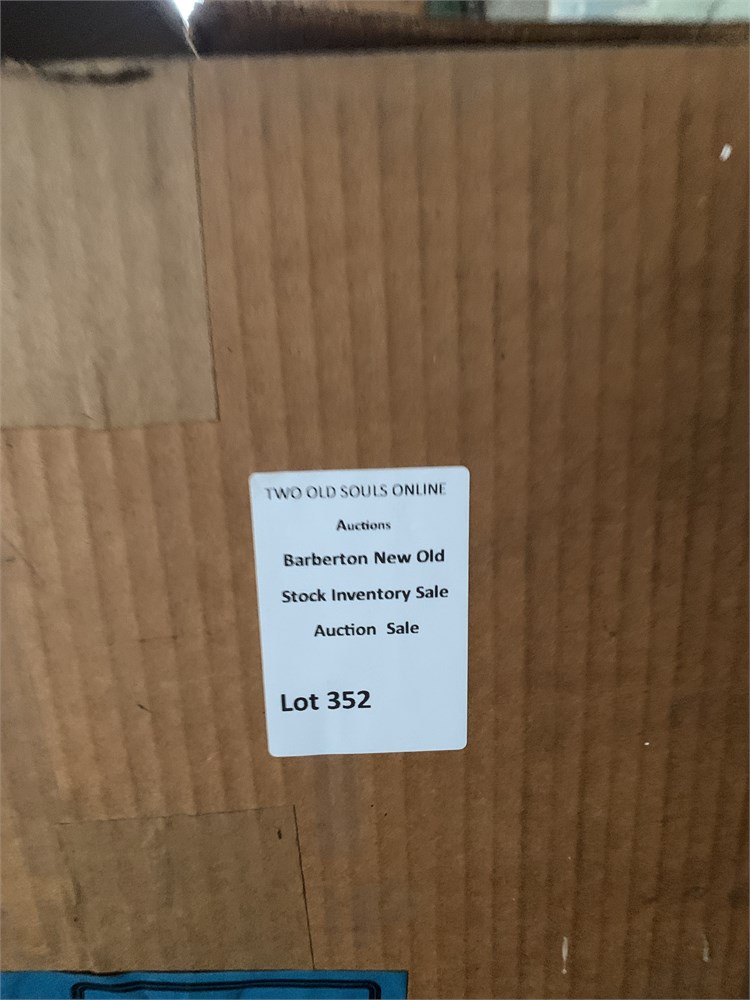 TWO OLD SOULS ONLINE
Auctions
Barberton New Old
Stock Inventory Sale
Auction Sale
Lot 352